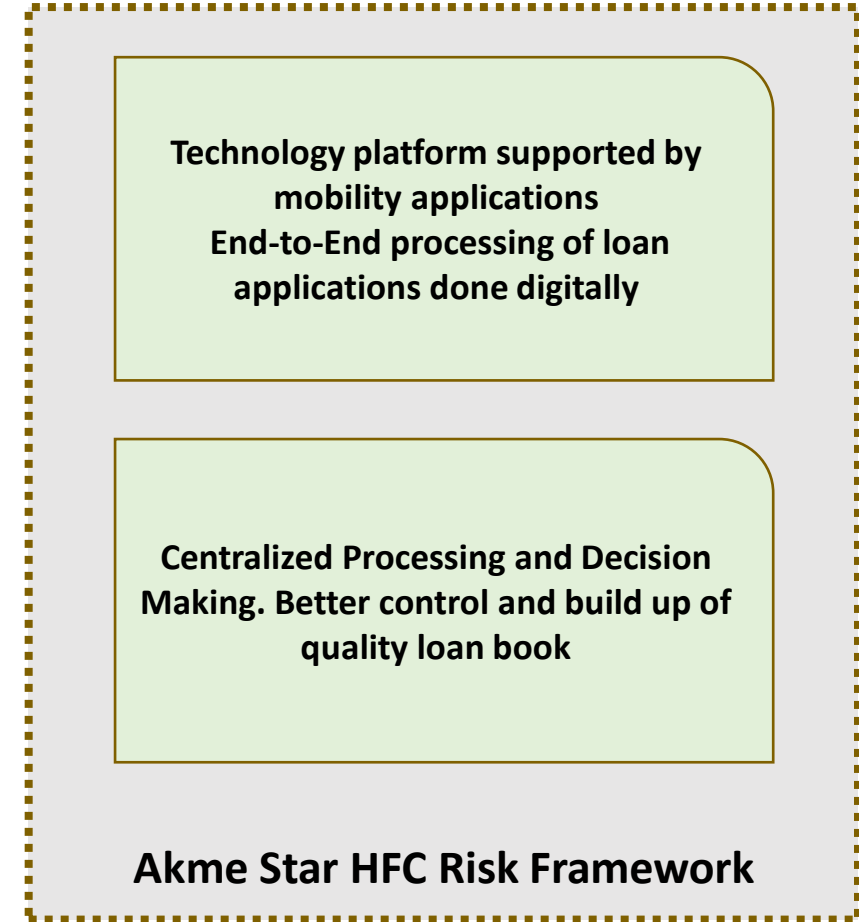 Technology platform supported by
mobility applications
End-to-End processing of loan
applications done digitally
Centralized Processing and Decision
Making. Better control and build up of
quality loan book
Akme Star HFC Risk Framework